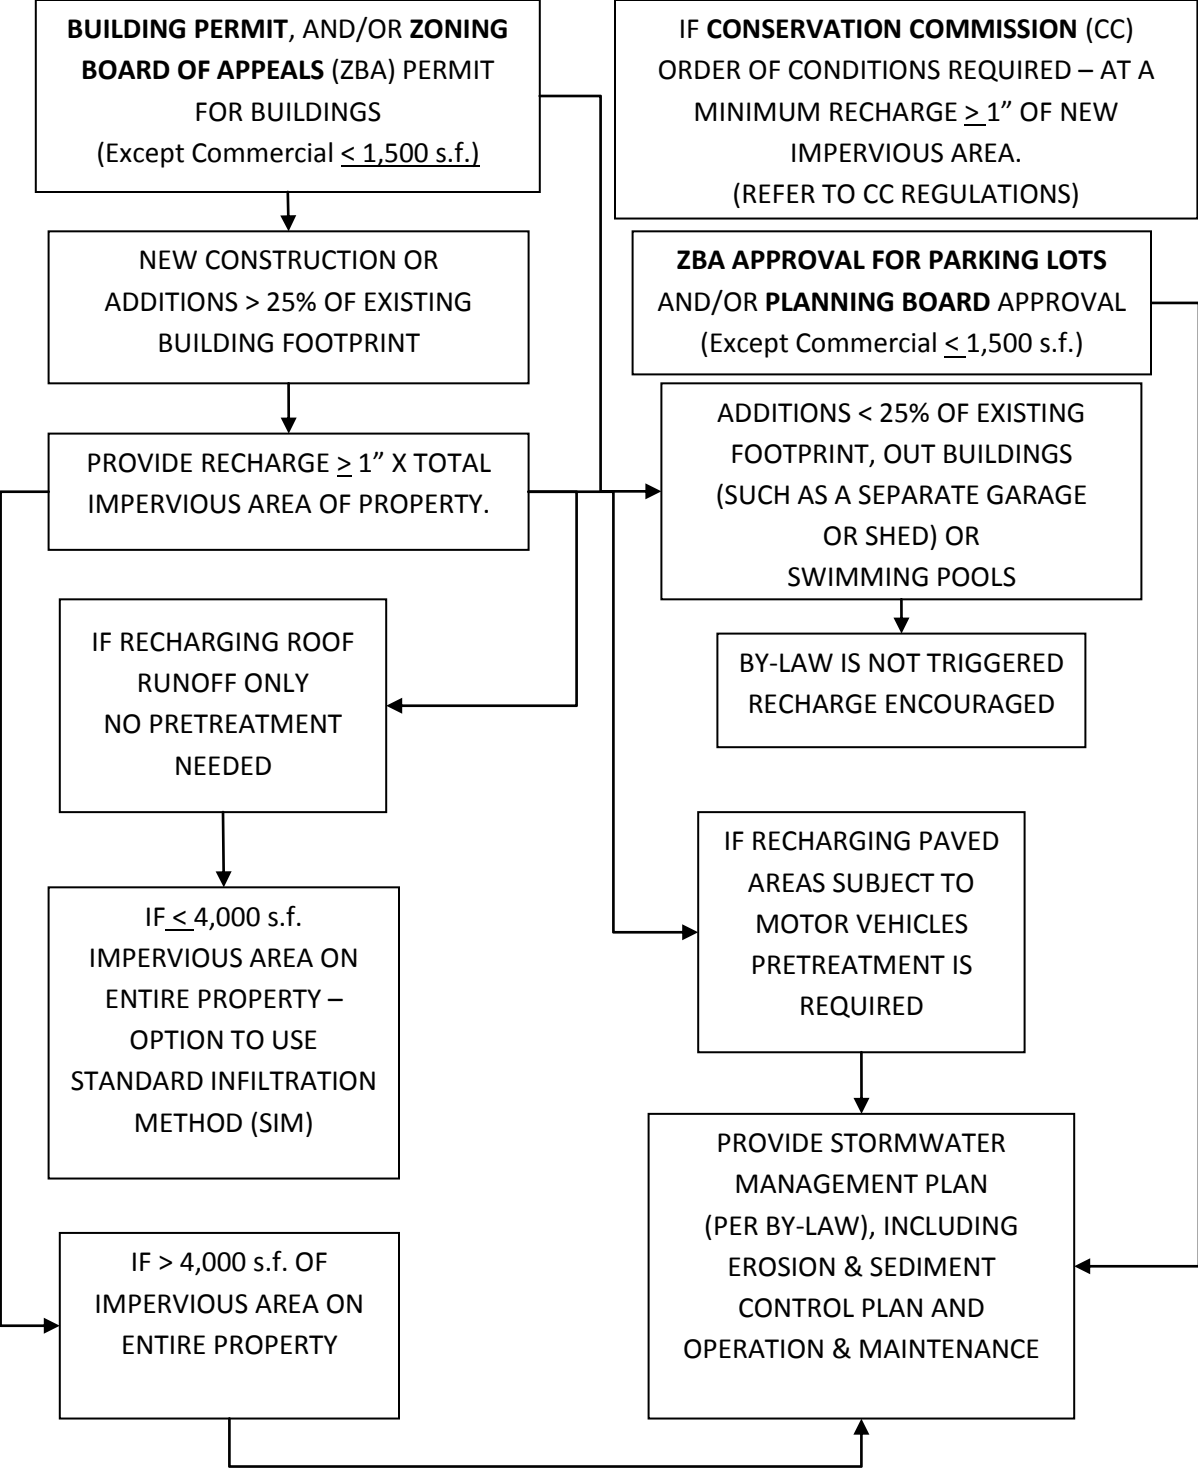 BUILDING PERMIT, AND/OR ZONING
BOARD OF APPEALS (ZBA) PERMIT
FOR BUILDINGS
(Except Commercial < 1,500 s.f.)
IF CONSERVATION COMMISSION (CC)
ORDER OF CONDITIONS REQUIRED – AT A
MINIMUM RECHARGE > 1” OF NEW
IMPERVIOUS AREA.
(REFER TO CC REGULATIONS)
NEW CONSTRUCTION OR
ADDITIONS > 25% OF EXISTING
BUILDING FOOTPRINT
ZBA APPROVAL FOR PARKING LOTS
AND/OR PLANNING BOARD APPROVAL
(Except Commercial < 1,500 s.f.)
PROVIDE RECHARGE > 1” X TOTAL
IMPERVIOUS AREA OF PROPERTY.
ADDITIONS < 25% OF EXISTING
FOOTPRINT, OUT BUILDINGS
(SUCH AS A SEPARATE GARAGE
OR SHED) OR
SWIMMING POOLS
BY-LAW IS NOT TRIGGERED
RECHARGE ENCOURAGED
IF RECHARGING ROOF
RUNOFF ONLY
NO PRETREATMENT
NEEDED
IF RECHARGING PAVED
AREAS SUBJECT TO
MOTOR VEHICLES
PRETREATMENT IS
REQUIRED
IF < 4,000 s.f.
IMPERVIOUS AREA ON
ENTIRE PROPERTY –
OPTION TO USE
STANDARD INFILTRATION
METHOD (SIM)
PROVIDE STORMWATER
MANAGEMENT PLAN
(PER BY-LAW), INCLUDING
EROSION & SEDIMENT
CONTROL PLAN AND
OPERATION & MAINTENANCE
IF > 4,000 s.f. OF
IMPERVIOUS AREA ON
ENTIRE PROPERTY